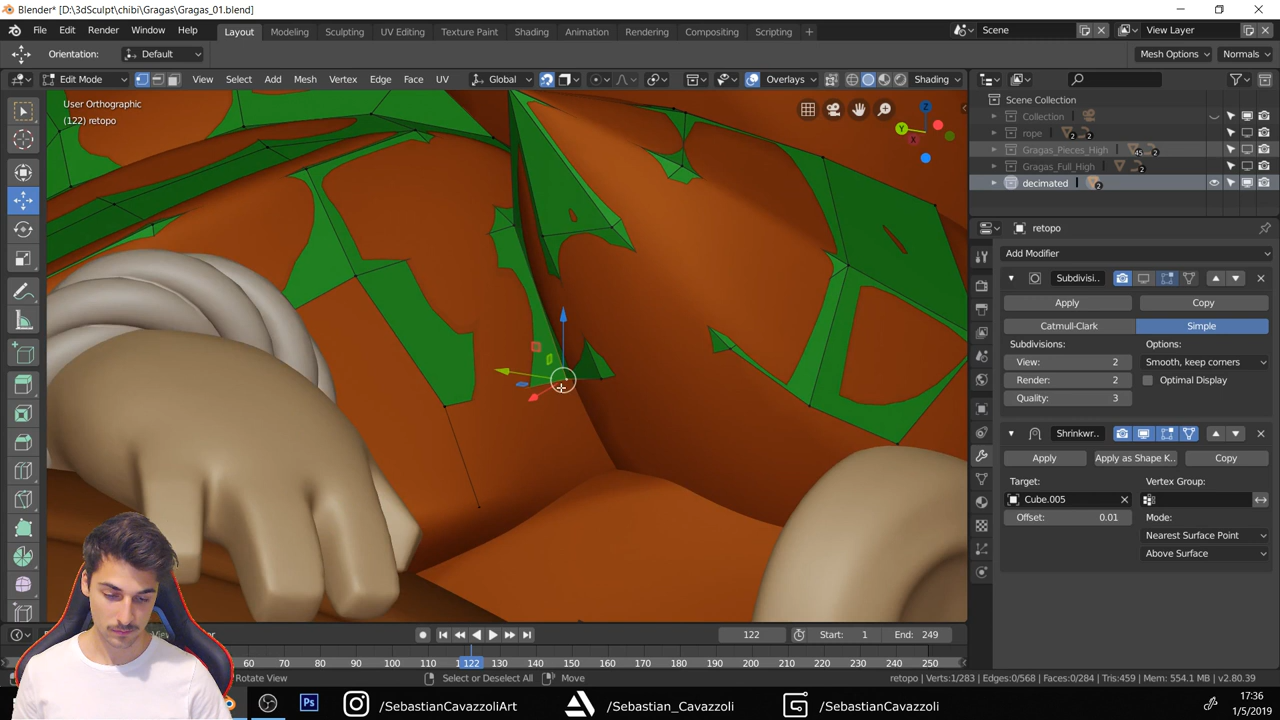 Blender* [D:\3dSculpt\chibi\Gragas\Gragas_01.blend]
File Edit Render Window Help Layout Modeling Sculpting UV Editing Texture Paint Shading Animation Rendering Compositing Scripting + Scene View Layer
Orientation: Default Mesh Options Normals
Edit Mode View Select Add Mesh Vertex Edge Face UV Global Overlays Shading
User Orthographic
(122) retopo
Z
Y
X
Scene Collection
Collection
rope 2 2
Gragas_Pieces_High 45 2
Gragas_Full_High 2
decimated 2
retopo
Add Modifier
Subdivisi..
Apply Copy
Catmull-Clark Simple
Subdivisions: Options:
View: 2 Smooth, keep corners
Render: 2 Optimal Display
Quality: 3
Shrinkwr..
Apply Apply as Shape K.. Copy
Target: Vertex Group:
Cube.005
Offset: 0.01 Mode:
Nearest Surface Point
Above Surface
122 Start: 1 End: 249
60 70 80 90 100 110 122 130 140 150 160 170 180 190 200 210 220 230 240 250
Rotate View Select or Deselect All Move retopo | Verts:1/283 | Edges:0/568 | Faces:0/284 | Tris:459 | Mem: 554.1 MB | v2.80.39
Ps /SebastianCavazzoliArt /Sebastian_Cavazzoli /SebastianCavazzoli
17:36
1/5/2019